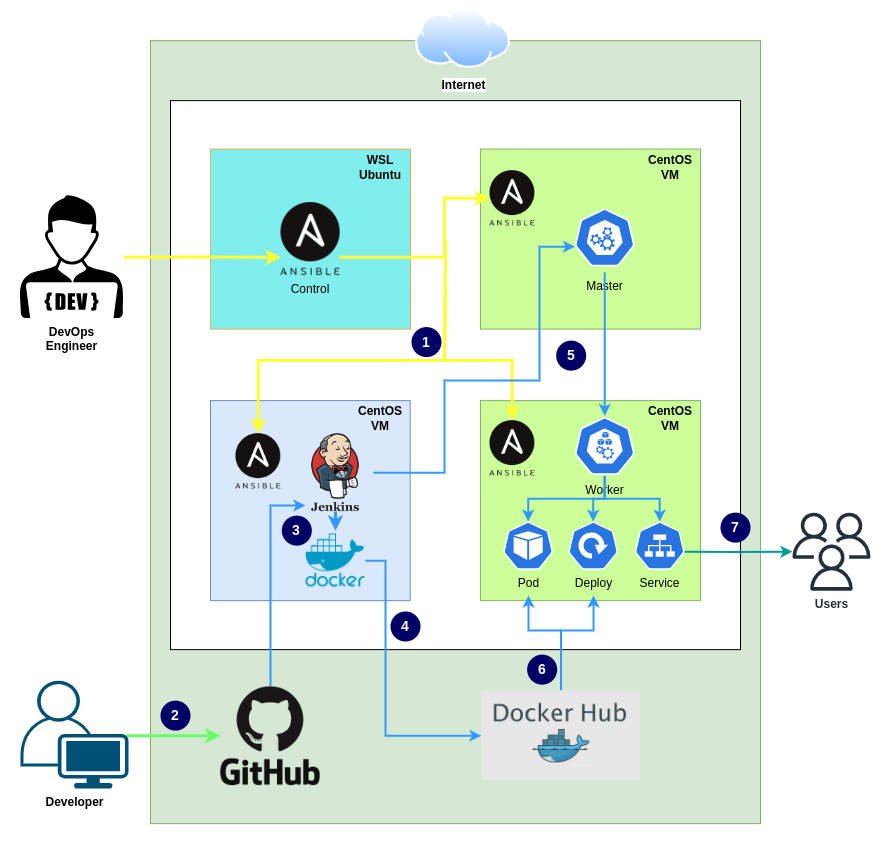 Internet
WSL
Ubuntu
ANSIBLE
Control
CentOS
VM
ANSIBLE
Master
{DEV}
DevOps
Engineer
1
5
CentOS
VM
ANSIBLE
Jenkins
3
docker
CentOS
VM
ANSIBLE
Worker
Pod
Deploy
Service
7
Users
4
6
2
GitHub
Docker Hub
Developer